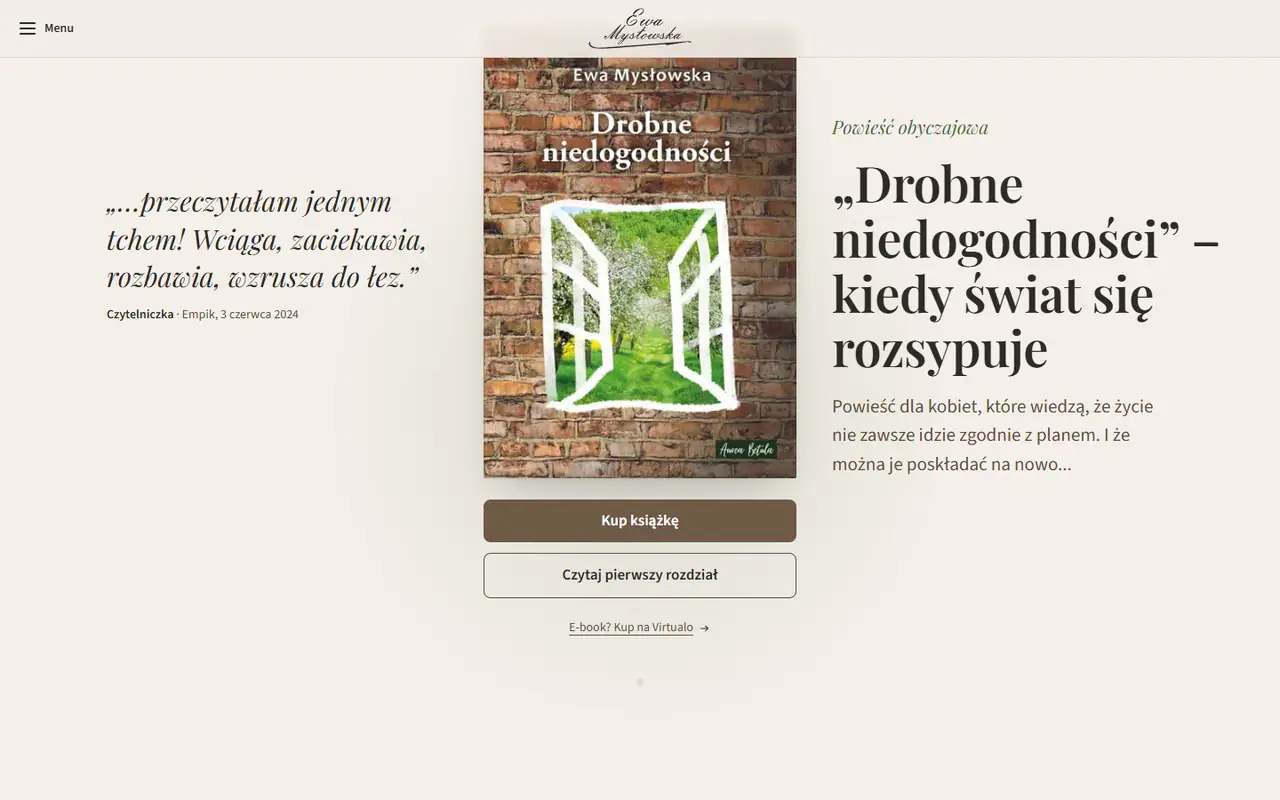 Menu
Ewa
Mysłowska
„…przeczytałam jednym
tchem! Wciąga, zaciekawia,
rozbawia, wzrusza do łez.”
Czytelniczka · Empik, 3 czerwca 2024
Ewa Mysłowska
Drobne
niedogodności
Aurea Betula
Kup książkę
Czytaj pierwszy rozdział
E-book? Kup na Virtualo →
Powieść obyczajowa
„Drobne
niedogodności” –
kiedy świat się
rozsypuje
Powieść dla kobiet, które wiedzą, że życie
nie zawsze idzie zgodnie z planem. I że
można je poskładać na nowo...